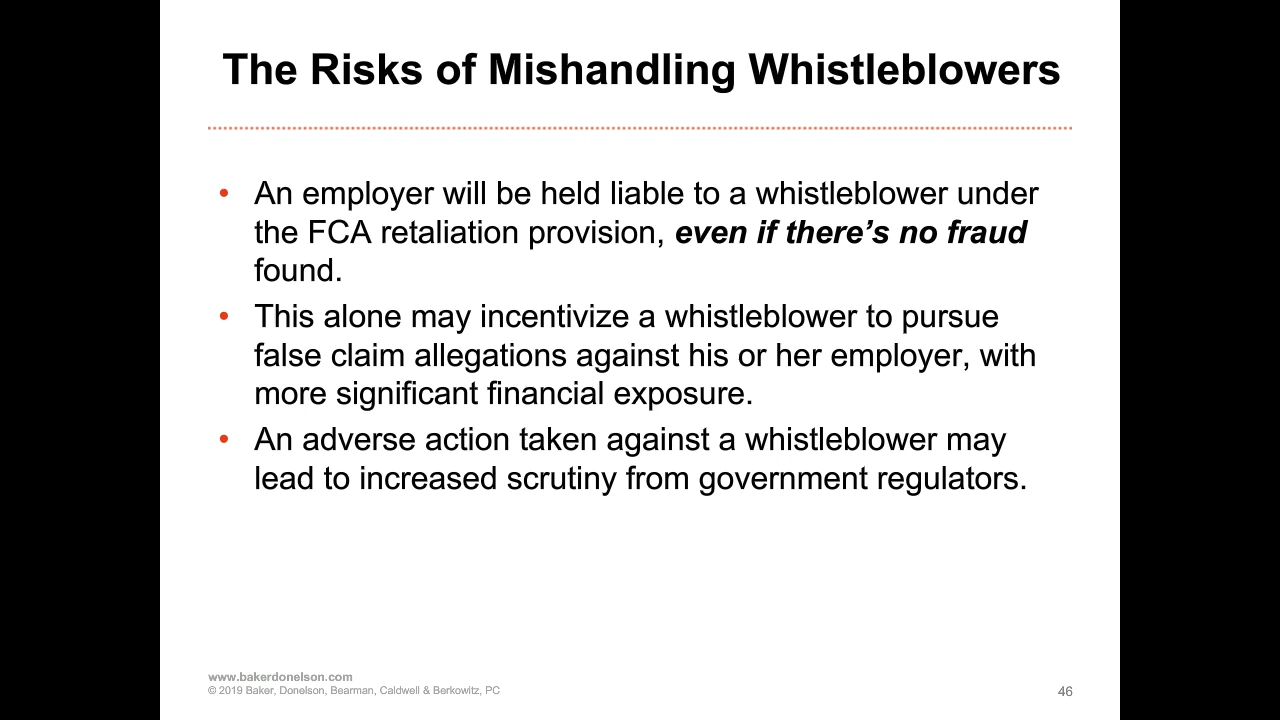 The Risks of Mishandling Whistleblowers
• An employer will be held liable to a whistleblower under
the FCA retaliation provision, even if there’s no fraud
found.
• This alone may incentivize a whistleblower to pursue
false claim allegations against his or her employer, with
more significant financial exposure.
• An adverse action taken against a whistleblower may
lead to increased scrutiny from government regulators.
www.bakerdonelson.com
© 2019 Baker, Donelson, Bearman, Caldwell & Berkowitz, PC
46